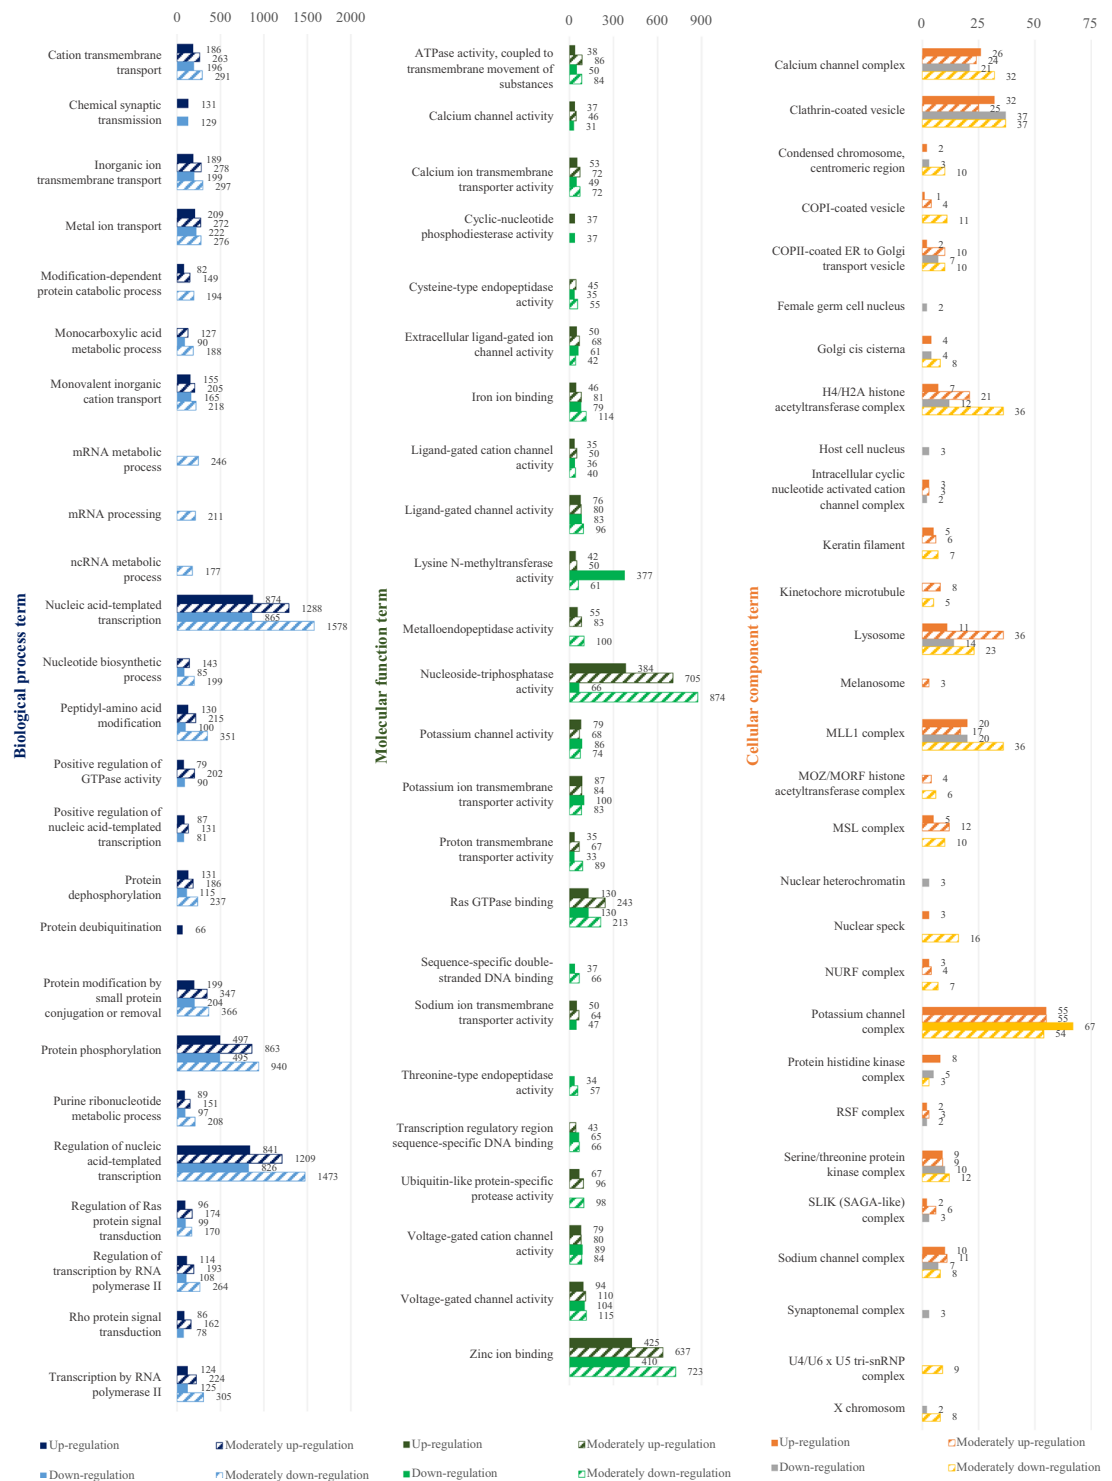 0 500 1000 1500 2000
Cation transmembrane
transport
186
263
196
291
Chemical synaptic
transmission
131
129
Inorganic ion
transmembrane transport
189
278
199
297
Metal ion transport
209
272
222
276
Modification-dependent
protein catabolic process
82
149
194
Monocarboxylic acid
metabolic process
127
90
188
Monovalent inorganic
cation transport
155
205
165
218
mRNA metabolic
process
246
mRNA processing
211
ncRNA metabolic
process
177
Nucleic acid-templated
transcription
874
1288
865
1578
Nucleotide biosynthetic
process
143
85
199
Peptidyl-amino acid
modification
130
215
100
351
Positive regulation of
GTPase activity
79
202
90
Positive regulation of
nucleic acid-templated
transcription
87
131
81
Protein
dephosphorylation
131
186
115
237
Protein deubiquitination
66
Protein modification by
small protein
conjugation or removal
199
347
204
366
Protein phosphorylation
497
863
495
940
Purine ribonucleotide
metabolic process
89
151
97
208
Regulation of nucleic
acid-templated
transcription
841
1209
826
1473
Regulation of Ras
protein signal
transduction
96
174
99
170
Regulation of
transcription by RNA
polymerase II
114
193
108
264
Rho protein signal
transduction
86
162
78
Transcription by RNA
polymerase II
124
224
125
305
Biological process term
Up-regulation
Moderately up-regulation
Down-regulation
Moderately down-regulation
0 300 600 900
ATPase activity, coupled to
transmembrane movement of
substances
38
86
50
84
Calcium channel activity
37
46
31
Calcium ion transmembrane
transporter activity
53
72
49
72
Cyclic-nucleotide
phosphodiesterase activity
37
37
Cysteine-type endopeptidase
activity
45
35
55
Extracellular ligand-gated ion
channel activity
50
68
61
42
Iron ion binding
46
81
79
114
Ligand-gated cation channel
activity
35
50
36
40
Ligand-gated channel activity
76
80
83
96
Lysine N-methyltransferase
activity
42
50
377
61
Metalloendopeptidase activity
55
83
100
Nucleoside-triphosphatase
activity
384
705
66
874
Potassium channel activity
79
68
86
74
Potassium ion transmembrane
transporter activity
87
84
100
83
Proton transmembrane
transporter activity
35
67
33
89
Ras GTPase binding
130
243
130
213
Sequence-specific double-
stranded DNA binding
37
66
Sodium ion transmembrane
transporter activity
50
64
47
Threonine-type endopeptidase
activity
34
57
Transcription regulatory region
sequence-specific DNA binding
43
65
66
Ubiquitin-like protein-specific
protease activity
67
96
98
Voltage-gated cation channel
activity
79
80
89
84
Voltage-gated channel activity
94
110
104
115
Zinc ion binding
425
637
410
723
Molecular function term
Up-regulation
Moderately up-regulation
Down-regulation
Moderately down-regulation
0 25 50 75
Calcium channel complex
26
24
21
32
Clathrin-coated vesicle
32
25
37
37
Condensed chromosome,
centromeric region
2
3
10
COPI-coated vesicle
1
4
11
COPII-coated ER to Golgi
transport vesicle
2
10
7
10
Female germ cell nucleus
2
Golgi cis cisterna
4
4
8
H4/H2A histone
acetyltransferase complex
7
21
12
36
Host cell nucleus
3
Intracellular cyclic
nucleotide activated cation
channel complex
3
3
2
Keratin filament
5
6
7
Kinetochore microtubule
8
5
Lysosome
11
36
14
23
Melanosome
3
MLL1 complex
20
17
20
36
MOZ/MORF histone
acetyltransferase complex
4
6
MSL complex
5
12
10
Nuclear heterochromatin
3
Nuclear speck
3
16
NURF complex
3
4
7
Potassium channel
complex
55
55
67
54
Protein histidine kinase
complex
8
5
3
RSF complex
2
3
2
Serine/threonine protein
kinase complex
9
9
10
12
SLIK (SAGA-like)
complex
2
6
3
Sodium channel complex
10
11
7
8
Synaptonemal complex
3
U4/U6 x U5 tri-snRNP
complex
9
X chromosom
2
8
Cellular component term
Up-regulation
Moderately up-regulation
Down-regulation
Moderately down-regulation